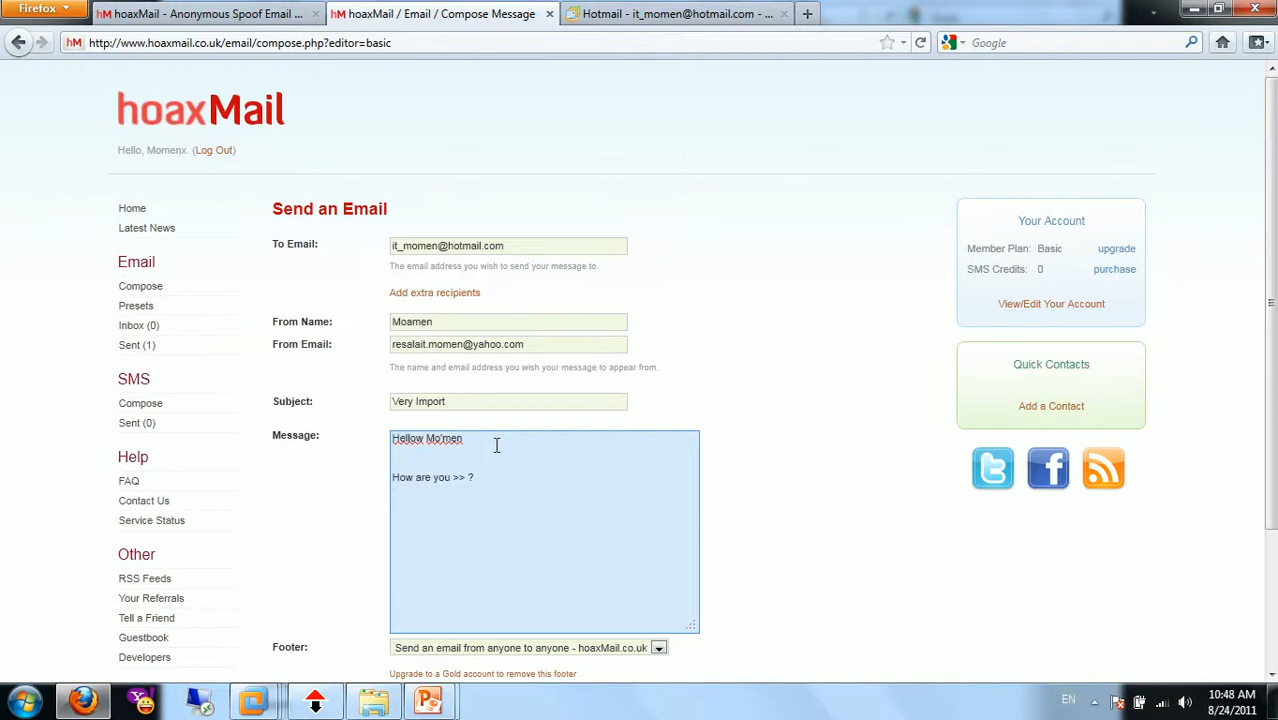 Firefox
hoaxMail - Anonymous Spoof Email ...
hoaxMail / Email / Compose Message
Hotmail - it_momen@hotmail.com - ...
http://www.hoaxmail.co.uk/email/compose.php?editor=basic
Google
hoaxMail
Hello, Momenx. (Log Out)
Home
Latest News
Email
Compose
Presets
Inbox (0)
Sent (1)
SMS
Compose
Sent (0)
Help
FAQ
Contact Us
Service Status
Other
RSS Feeds
Your Referrals
Tell a Friend
Guestbook
Developers
Send an Email
To Email: it_momen@hotmail.com
The email address you wish to send your message to.
Add extra recipients
From Name: Moamen
From Email: resalait.momen@yahoo.com
The name and email address you wish your message to appear from.
Subject: Very Import
Message: Hellow Mo'men
How are you >> ?
Footer: Send an email from anyone to anyone - hoaxMail.co.uk
Upgrade to a Gold account to remove this footer
Your Account
Member Plan: Basic upgrade
SMS Credits: 0 purchase
View/Edit Your Account
Quick Contacts
Add a Contact
EN
10:48 AM
8/24/2011